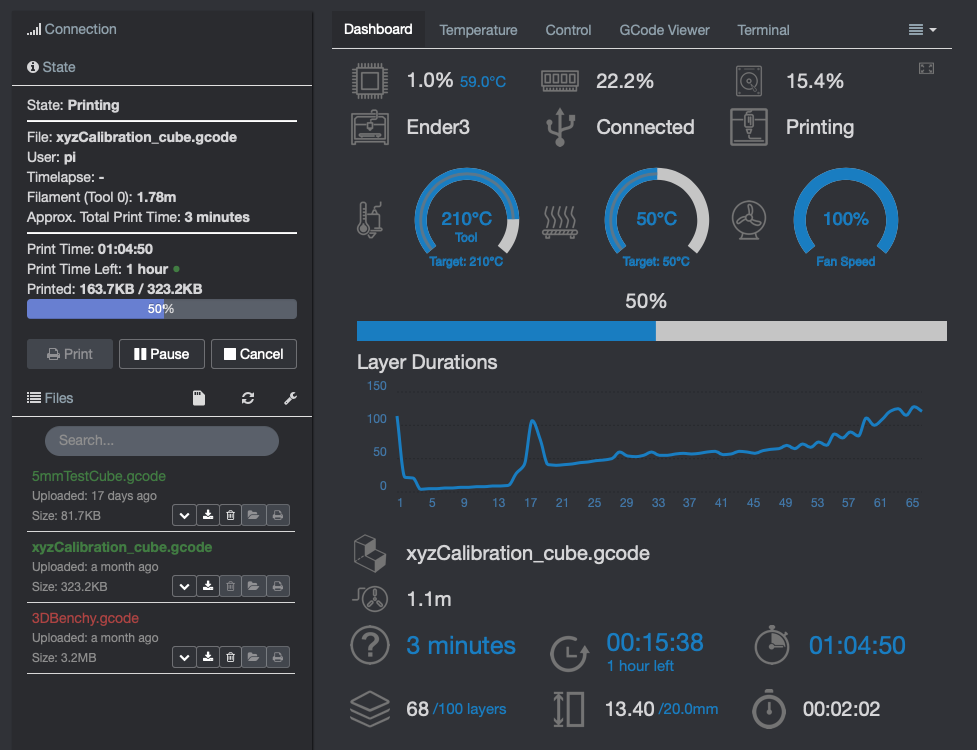 Connection
State
State: Printing
File: xyzCalibration_cube.gcode
User: pi
Timelapse: -
Filament (Tool 0): 1.78m
Approx. Total Print Time: 3 minutes
Print Time: 01:04:50
Print Time Left: 1 hour
Printed: 163.7KB / 323.2KB
50%
Print Pause Cancel
Files
Search...
5mmTestCube.gcode
Uploaded: 17 days ago
Size: 81.7KB
xyzCalibration_cube.gcode
Uploaded: a month ago
Size: 323.2KB
3DBenchy.gcode
Uploaded: a month ago
Size: 3.2MB
Dashboard Temperature Control GCode Viewer Terminal
1.0% 59.0°C 22.2% 15.4%
Ender3 Connected Printing
210°C 50°C 100%
Tool
Target: 210°C Target: 50°C Fan Speed
50%
Layer Durations
150
100
50
0
1 5 9 13 17 21 25 29 33 37 41 45 49 53 57 61 65
xyzCalibration_cube.gcode
1.1m
? 3 minutes 00:15:38 01:04:50
1 hour left
68 /100 layers 13.40 /20.0mm 00:02:02